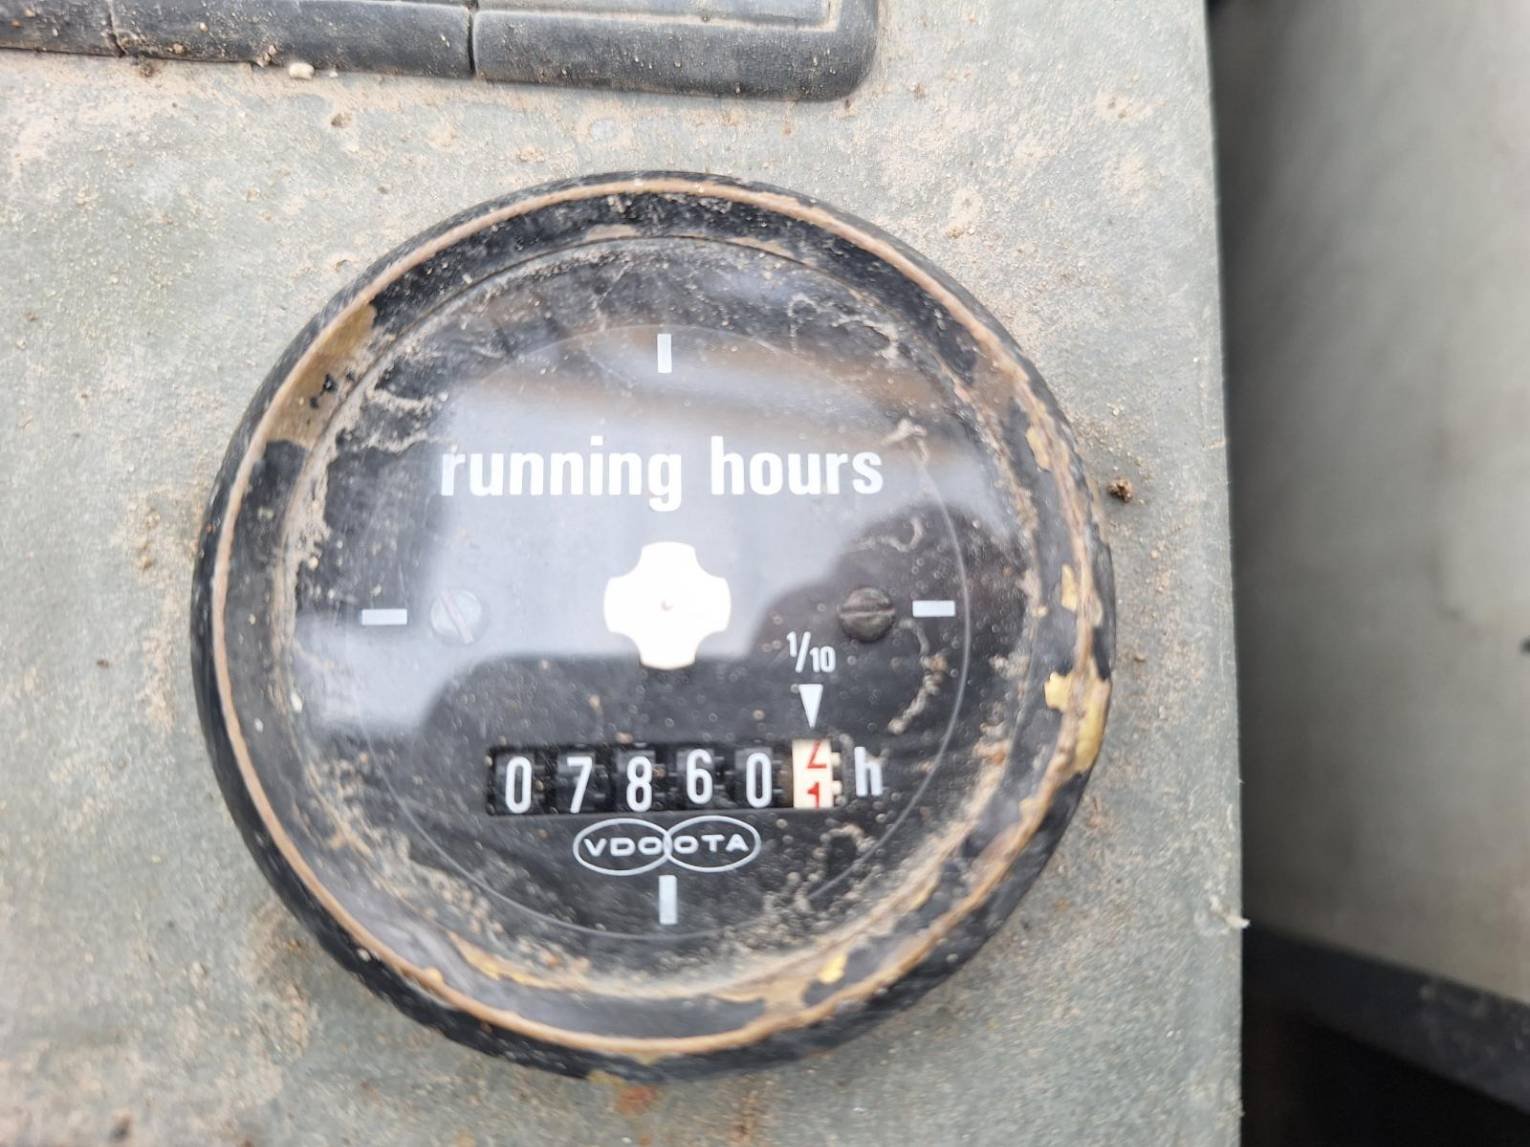 running hours
1/10
07860 h
VDO OTA